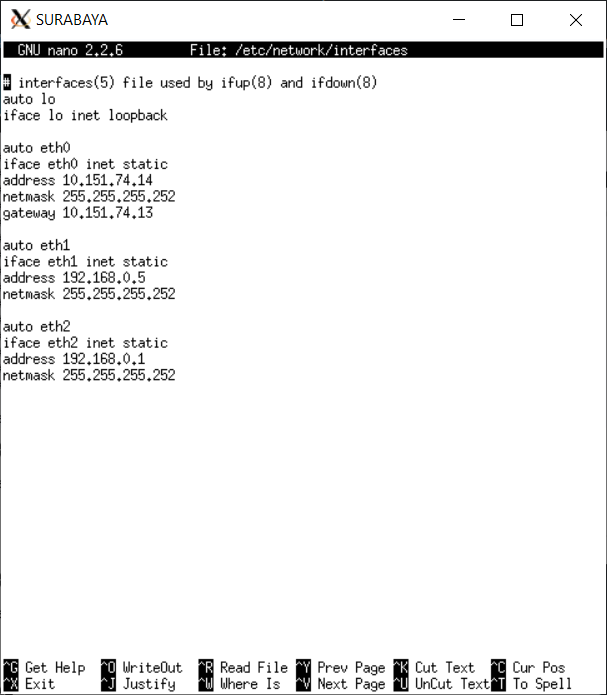 SURABAYA
GNU nano 2.2.6 File: /etc/network/interfaces
# interfaces(5) file used by ifup(8) and ifdown(8)
auto lo
iface lo inet loopback
auto eth0
iface eth0 inet static
address 10.151.74.14
netmask 255.255.255.252
gateway 10.151.74.13
auto eth1
iface eth1 inet static
address 192.168.0.5
netmask 255.255.255.252
auto eth2
iface eth2 inet static
address 192.168.0.1
netmask 255.255.255.252
^G Get Help ^O WriteOut ^R Read File ^Y Prev Page ^K Cut Text ^C Cur Pos
^X Exit ^J Justify ^W Where Is ^V Next Page ^U UnCut Text ^T To Spell